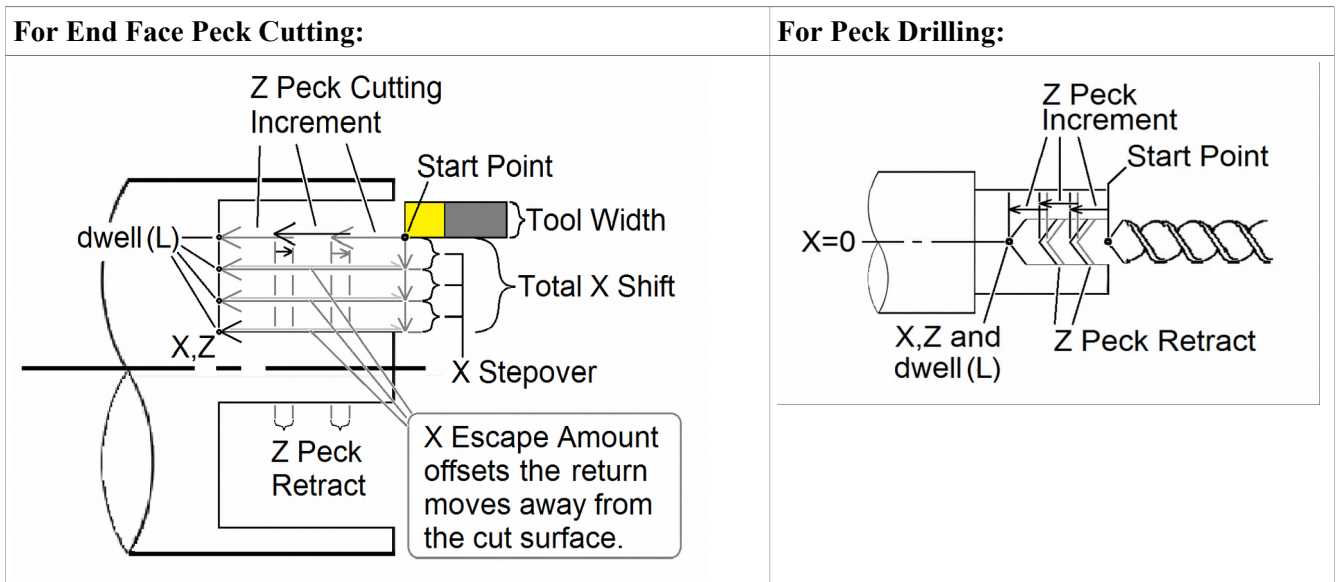 For End Face Peck Cutting:
Z Peck Cutting
Increment
Start Point
Tool Width
dwell (L)
Total X Shift
X,Z
X Stepover
Z Peck
Retract
X Escape Amount
offsets the return
moves away from
the cut surface.
For Peck Drilling:
Z Peck
Increment
Start Point
X=0
X,Z and
dwell (L)
Z Peck Retract